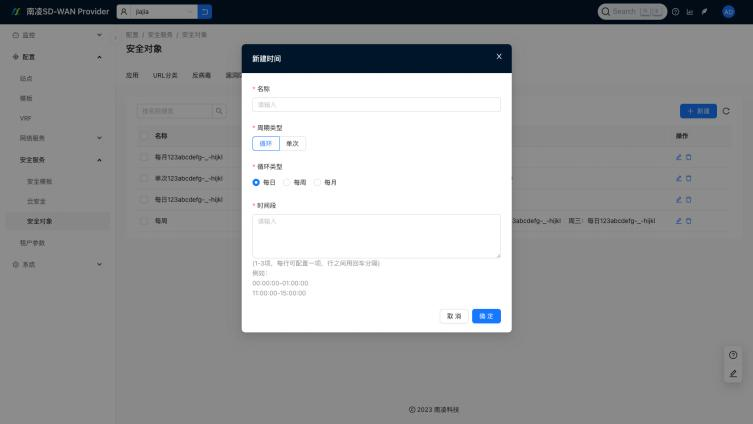 南凌SD-WAN Provider
jiajia
Search
AD
监控
配置 / 安全服务 / 安全对象
安全对象
配置
站点
模板
VRF
网络服务
安全服务
安全模板
云安全
安全对象
租户参数
系统
应用 URL分类 反病毒
+ 新建
名称 操作
每月123abcdefg-_-hijkl
单次123abcdefg-_-hijkl
每日123abcdefg-_-hijkl
每周
3abcdefg-_-hijkl 周三: 每日123abcdefg-_-hijkl
新建时间
X
* 名称
请输入
* 周期类型
循环 单次
* 循环类型
每日 每周 每月
* 时间段
请输入
(1-3项，每行可配置一项，行之间用回车分隔)
例如:
00:00:00-01:00:00
11:00:00-15:00:00
取 消 确 定
© 2023 南凌科技